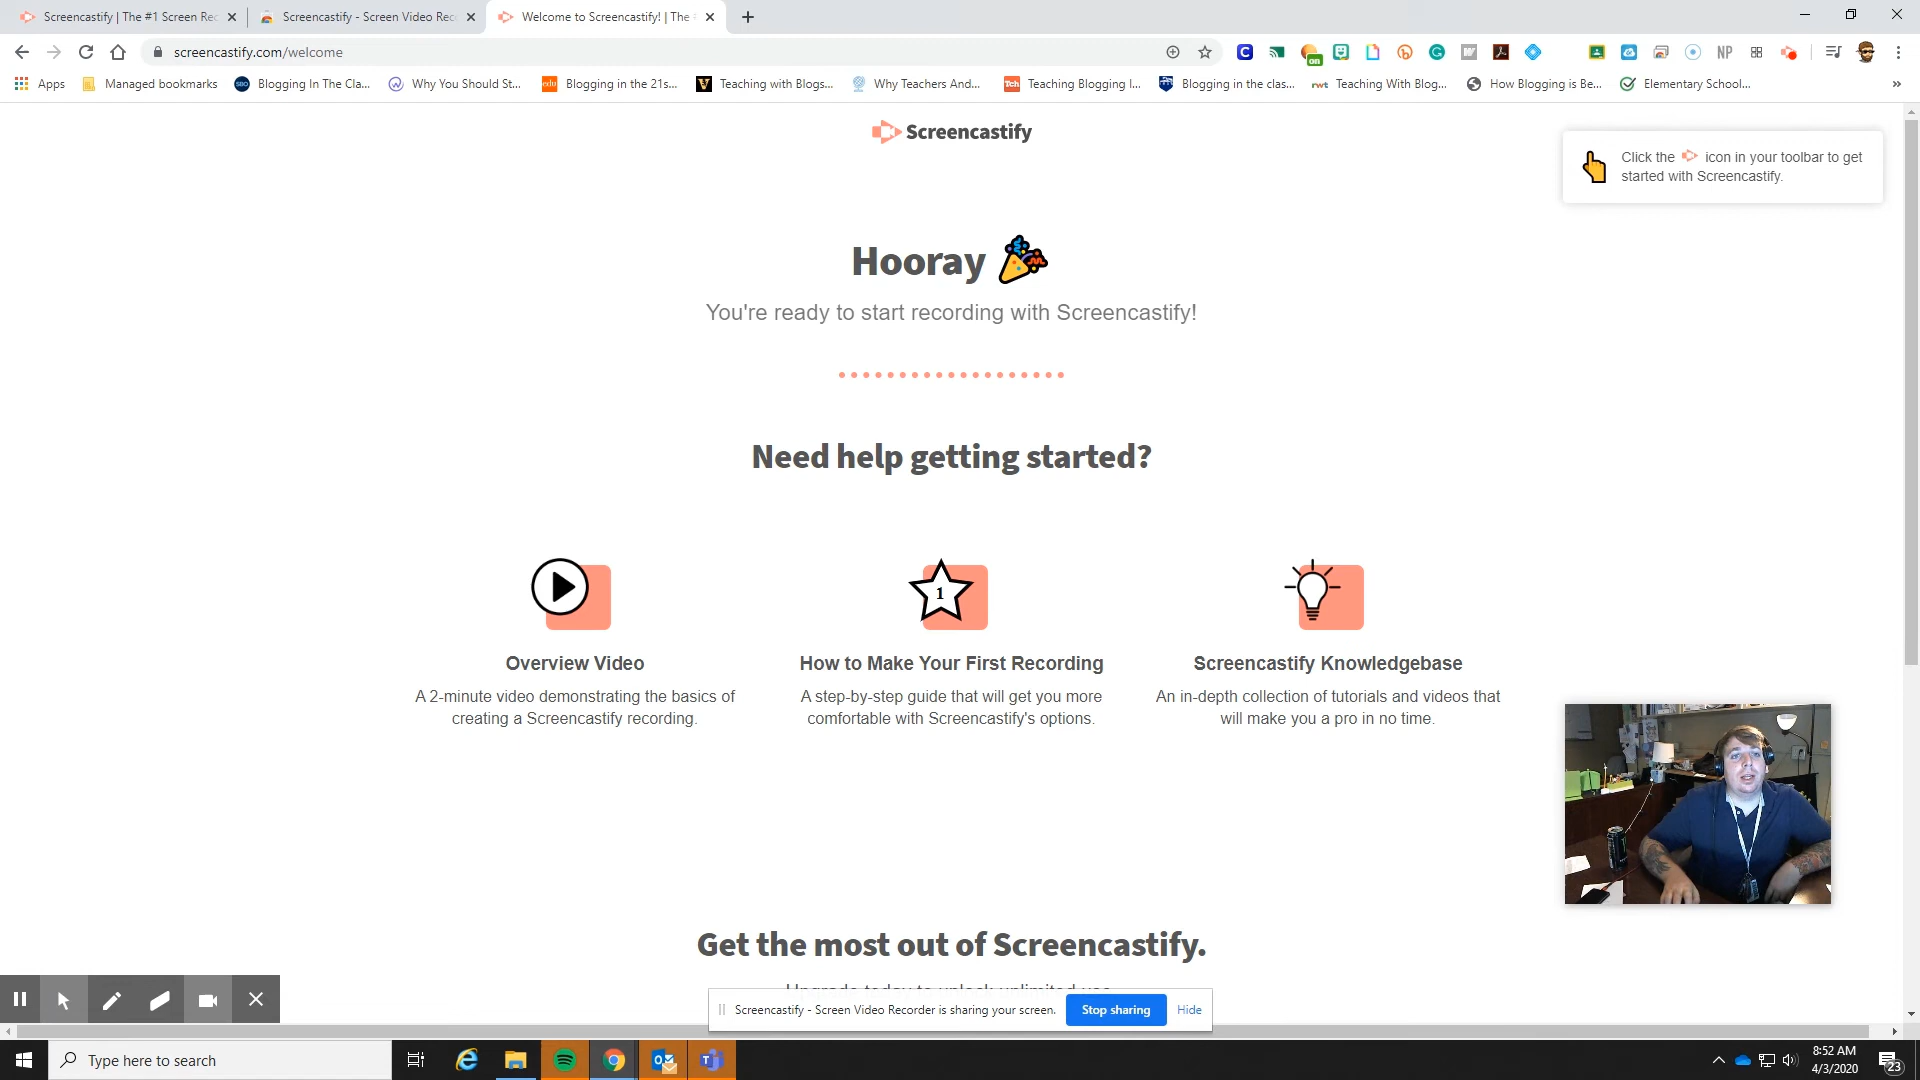 Screencastify | The #1 Screen Rec
Screencastify - Screen Video Rec
Welcome to Screencastify! | The
screencastify.com/welcome
on
NP
Apps
Managed bookmarks
Blogging In The Cla...
Why You Should St...
edu
Blogging in the 21s...
Teaching with Blogs...
Why Teachers And...
Tch
Teaching Blogging I...
Blogging in the clas...
rwt
Teaching With Blog...
How Blogging is Be...
Elementary School...
Screencastify
Click the icon in your toolbar to get
started with Screencastify.
Hooray
You're ready to start recording with Screencastify!
Need help getting started?
1
Overview Video
A 2-minute video demonstrating the basics of
creating a Screencastify recording.
How to Make Your First Recording
A step-by-step guide that will get you more
comfortable with Screencastify's options.
Screencastify Knowledgebase
An in-depth collection of tutorials and videos that
will make you a pro in no time.
Get the most out of Screencastify.
Screencastify - Screen Video Recorder is sharing your screen.
Stop sharing
Hide
Type here to search
8:52 AM
4/3/2020
23